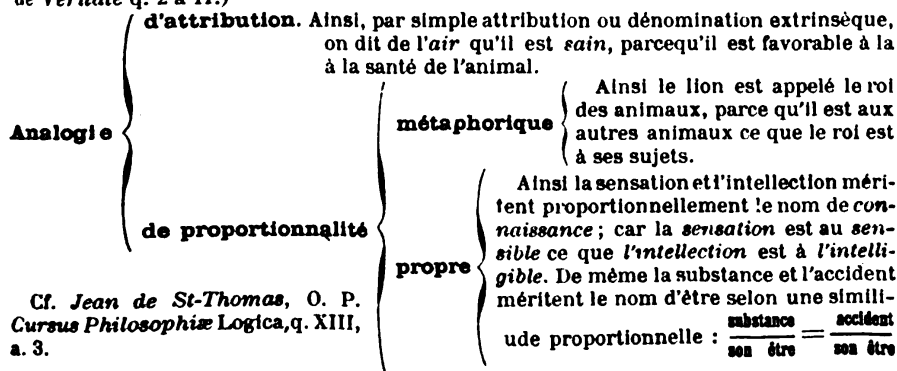 de Veritate q. 2 a 11.)
d'attribution. Ainsi, par simple attribution ou dénomination extrinsèque,
on dit de l'air qu'il est sain, parcequ'il est favorable à la
à la santé de l'animal.
Analogie
métaphorique
Ainsi le lion est appelé le roi
des animaux, parce qu'il est aux
autres animaux ce que le roi est
à ses sujets.
de proportionnalité
propre
Ainsi la sensation et l'intellection méri-
tent proportionnellement le nom de con-
naissance ; car la sensation est au sen-
sible ce que l'intellection est à l'intelli-
gible. De même la substance et l'accident
méritent le nom d'être selon une simili-
ude proportionnelle : substance / son être = accident / son être
Cf. Jean de St-Thomas, O. P.
Cursus Philosophiæ Logica, q. XIII,
a. 3.